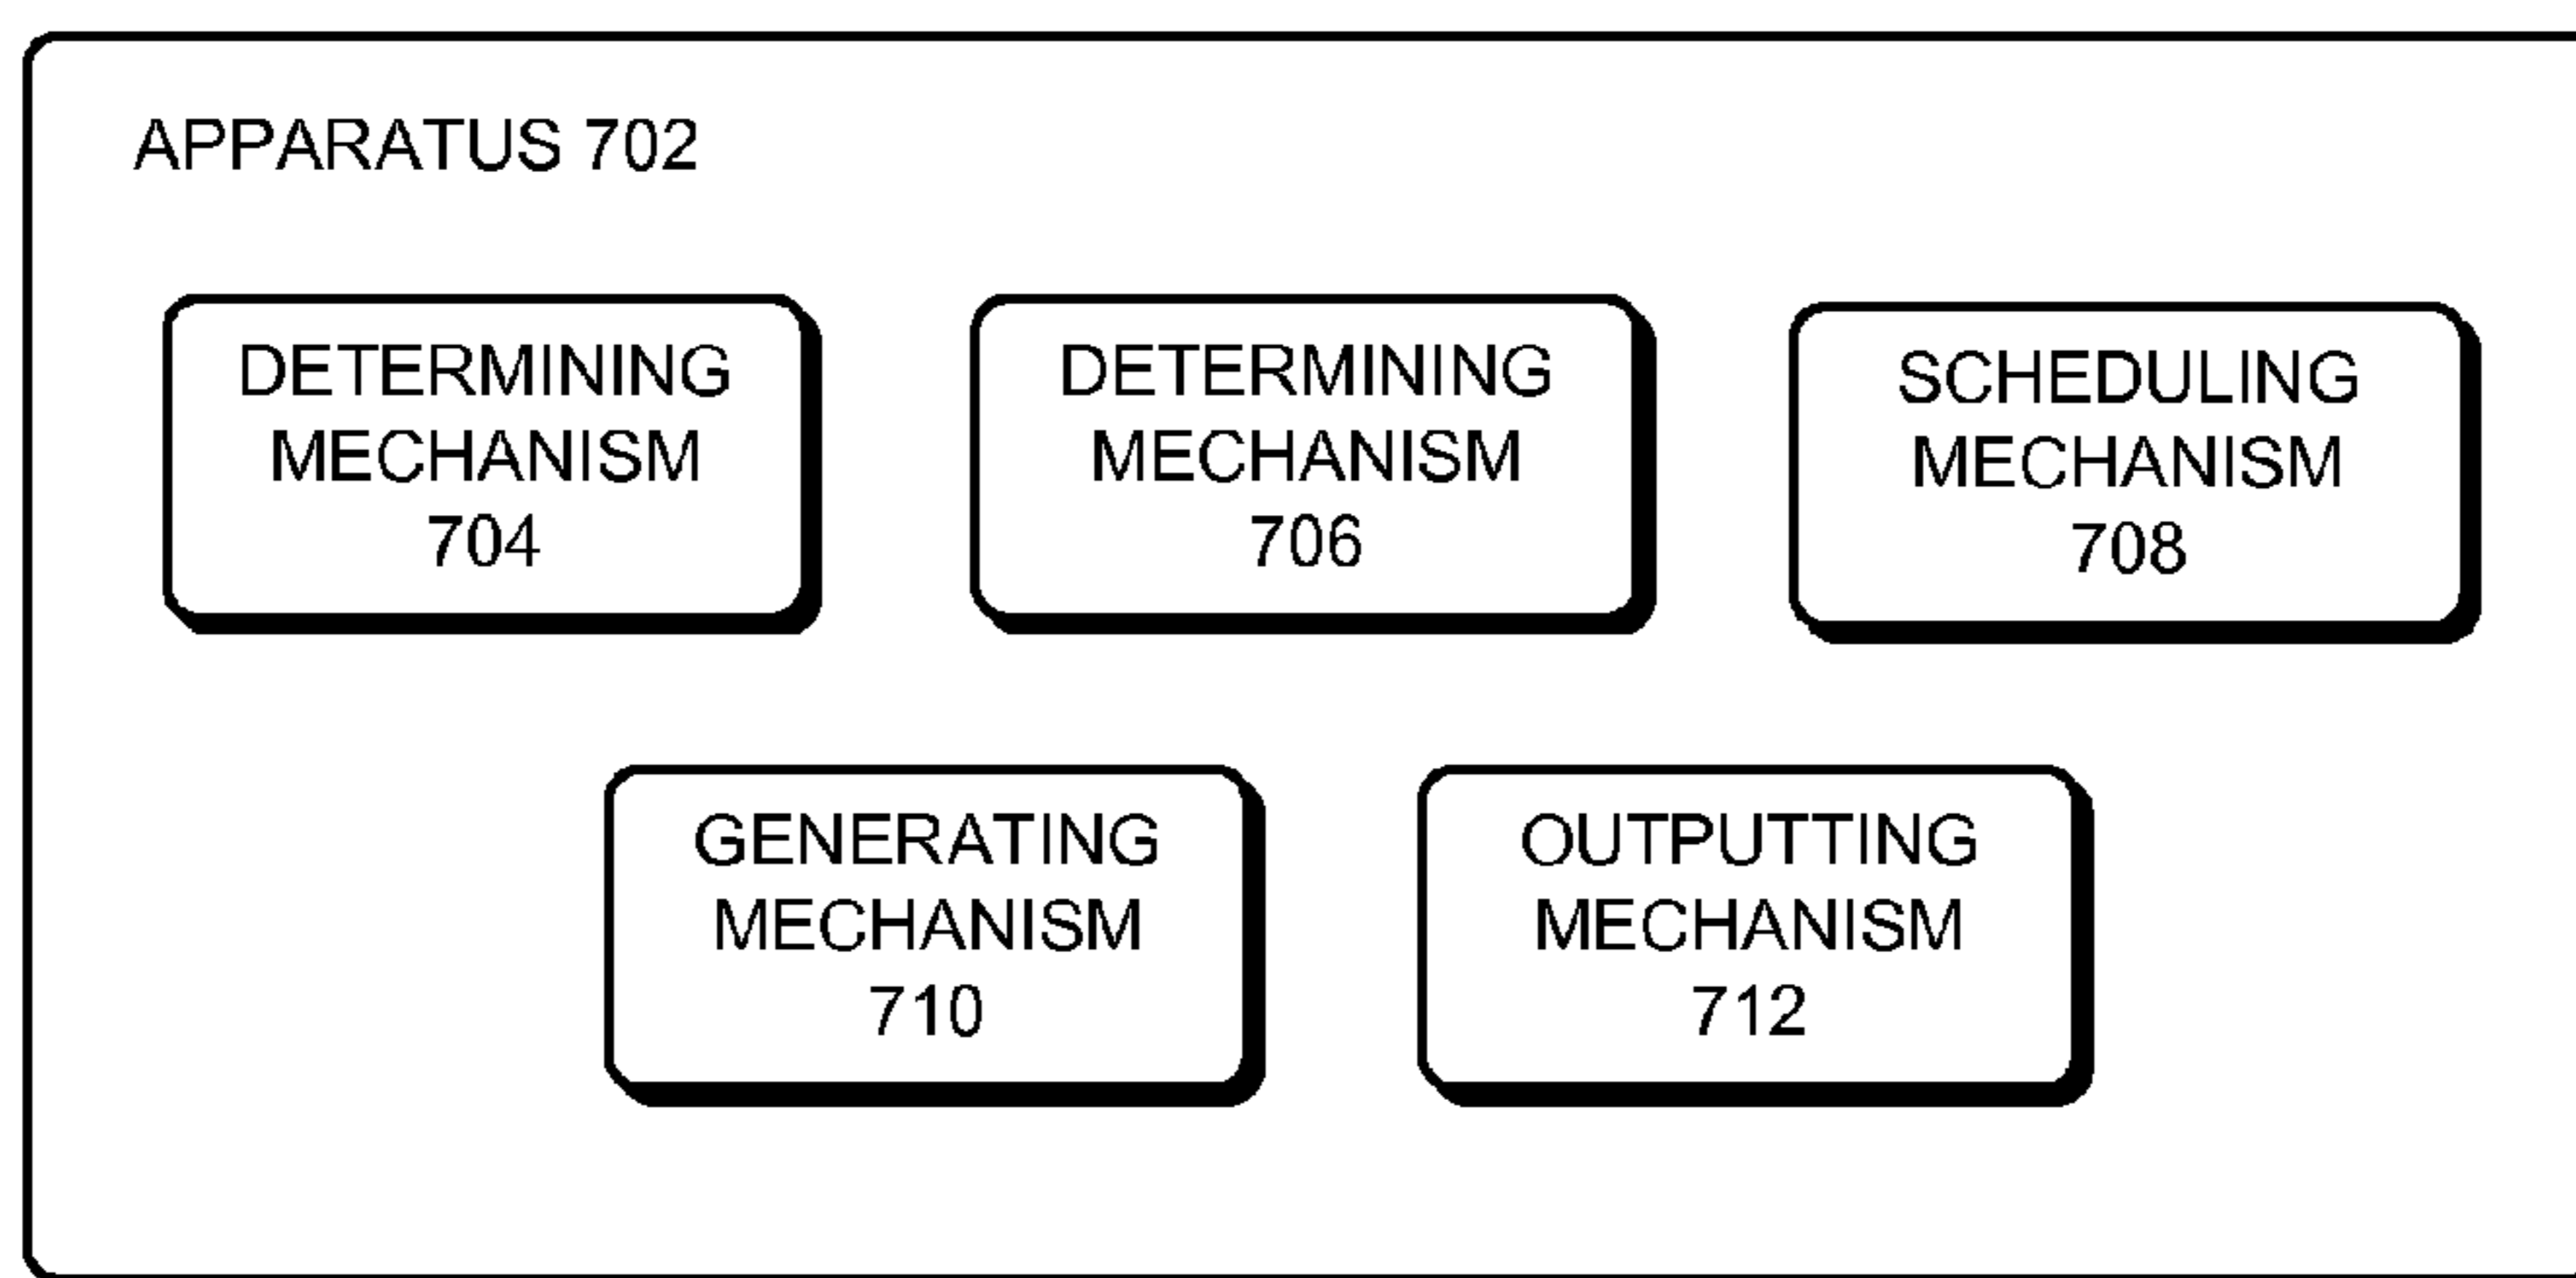 APPARATUS 702
DETERMINING
MECHANISM
704
DETERMINING
MECHANISM
706
SCHEDULING
MECHANISM
708
GENERATING
MECHANISM
710
OUTPUTTING
MECHANISM
712